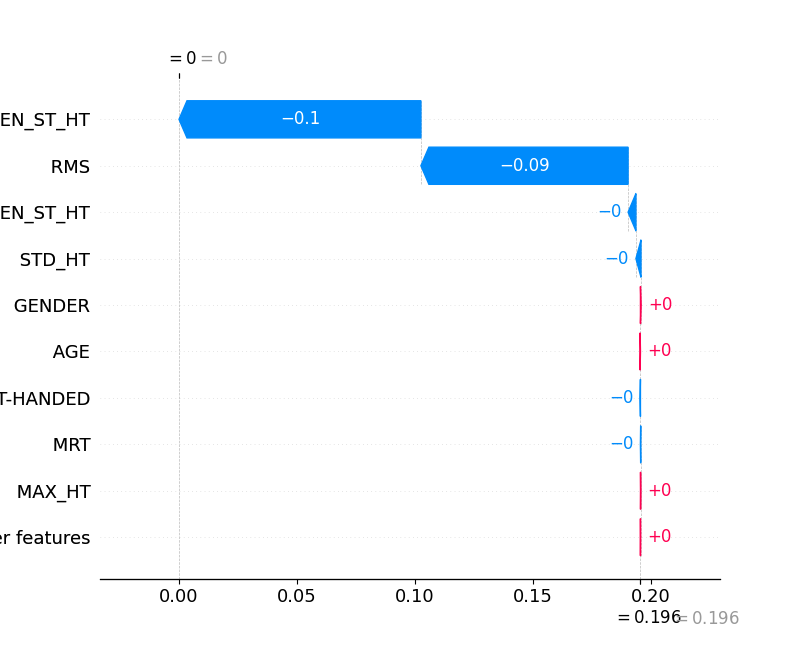 = 0 = 0
EN_ST_HT −0.1
RMS −0.09
EN_ST_HT −0
STD_HT −0
GENDER +0
AGE +0
T-HANDED −0
MRT −0
MAX_HT +0
er features +0
0.00 0.05 0.10 0.15 0.20
= 0.196 = 0.196